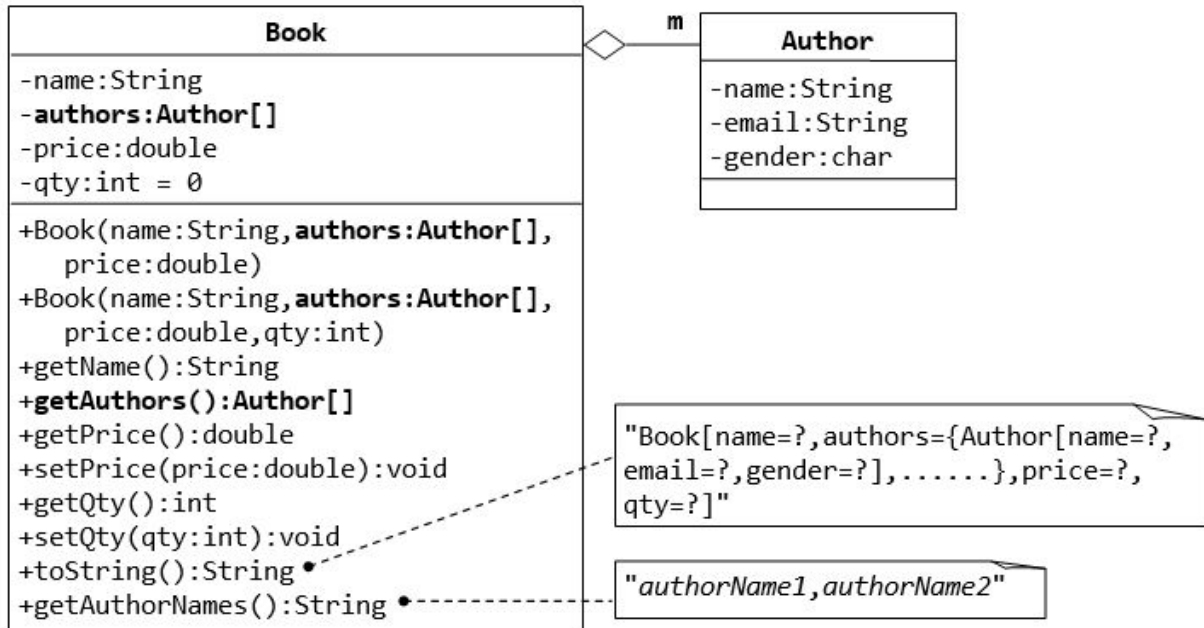 Book
-name:String
-authors:Author[]
-price:double
-qty:int = 0
+Book(name:String,authors:Author[],
price:double)
+Book(name:String,authors:Author[],
price:double,qty:int)
+getName():String
+getAuthors():Author[]
+getPrice():double
+setPrice(price:double):void
+getQty():int
+setQty(qty:int):void
+toString():String
+getAuthorNames():String
m
Author
-name:String
-email:String
-gender:char
"Book[name=?,authors={Author[name=?,
email=?,gender=?],......},price=?,
qty=?]"
"authorName1,authorName2"